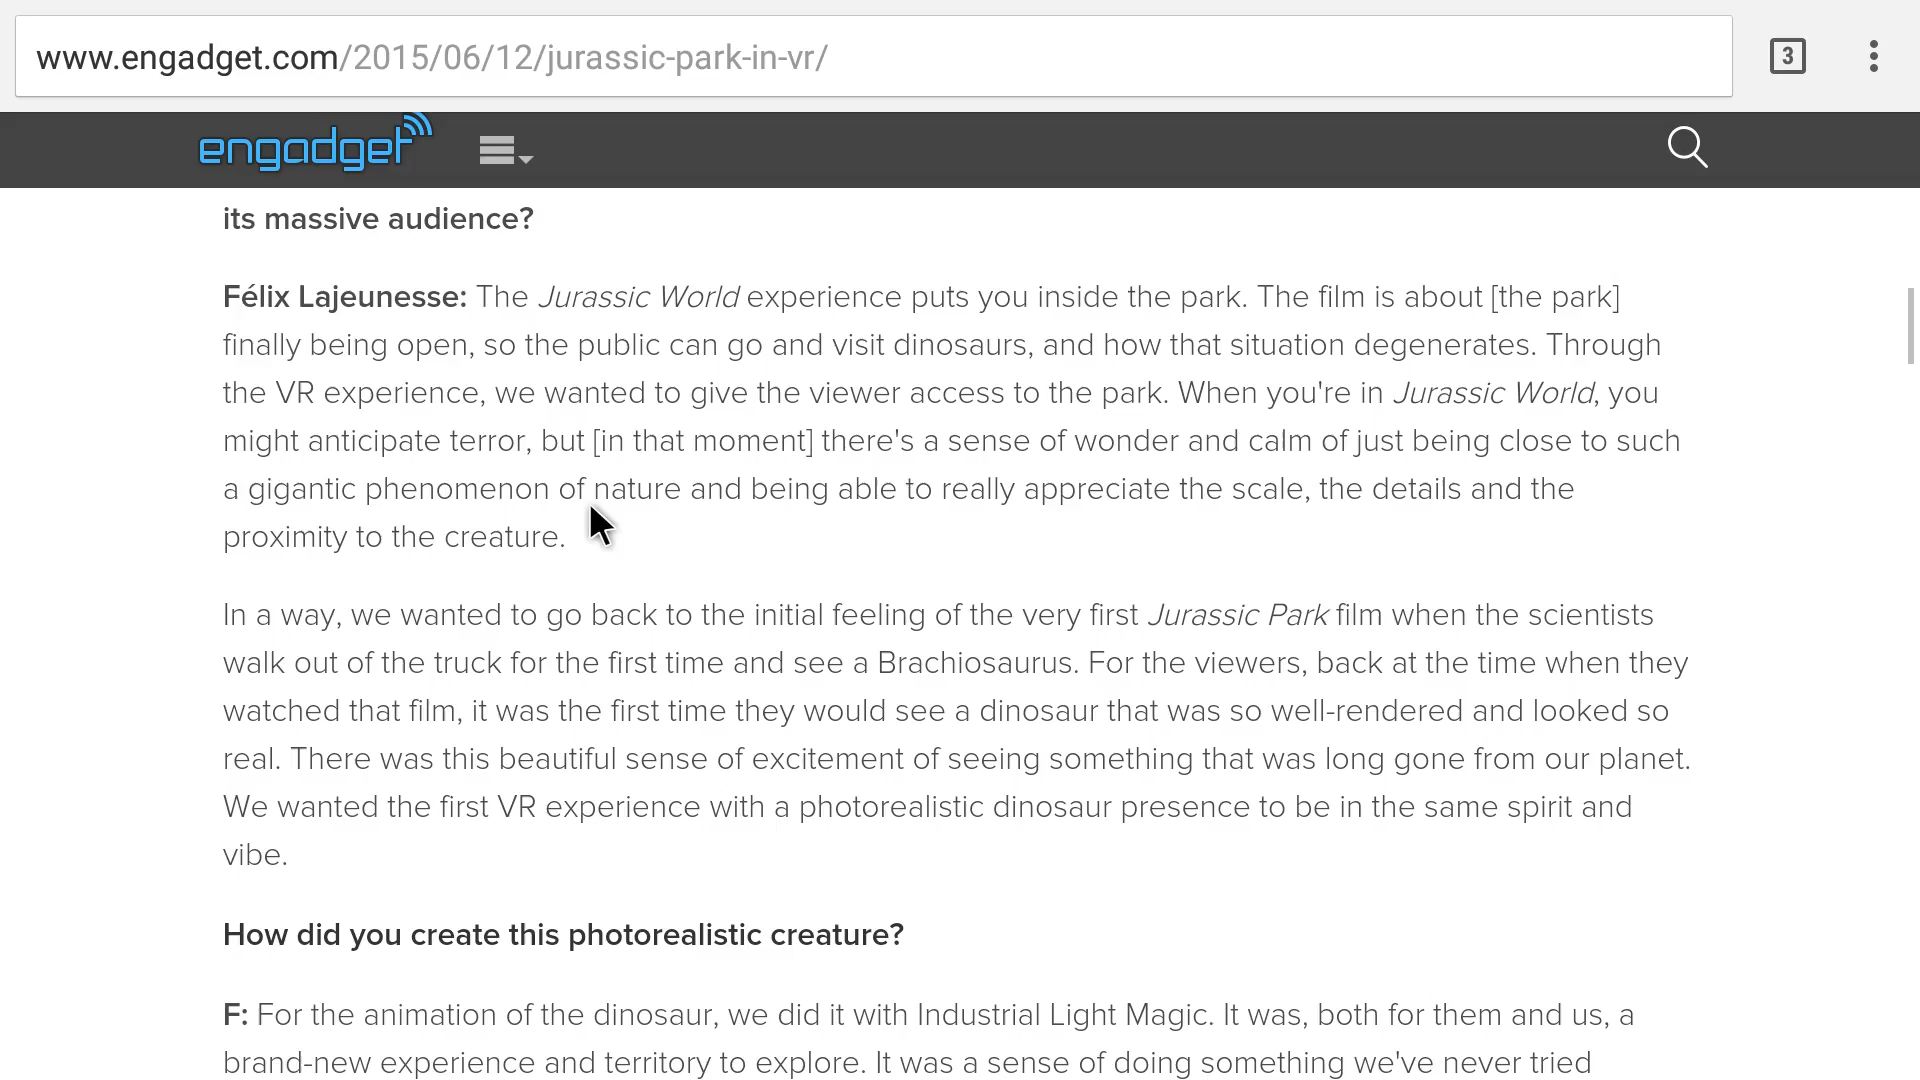 www.engadget.com/2015/06/12/jurassic-park-in-vr/
3
engadget
its massive audience?
Félix Lajeunesse: The Jurassic World experience puts you inside the park. The film is about [the park]
finally being open, so the public can go and visit dinosaurs, and how that situation degenerates. Through
the VR experience, we wanted to give the viewer access to the park. When you're in Jurassic World, you
might anticipate terror, but [in that moment] there's a sense of wonder and calm of just being close to such
a gigantic phenomenon of nature and being able to really appreciate the scale, the details and the
proximity to the creature.
In a way, we wanted to go back to the initial feeling of the very first Jurassic Park film when the scientists
walk out of the truck for the first time and see a Brachiosaurus. For the viewers, back at the time when they
watched that film, it was the first time they would see a dinosaur that was so well-rendered and looked so
real. There was this beautiful sense of excitement of seeing something that was long gone from our planet.
We wanted the first VR experience with a photorealistic dinosaur presence to be in the same spirit and
vibe.
How did you create this photorealistic creature?
F: For the animation of the dinosaur, we did it with Industrial Light Magic. It was, both for them and us, a
brand-new experience and territory to explore. It was a sense of doing something we've never tried